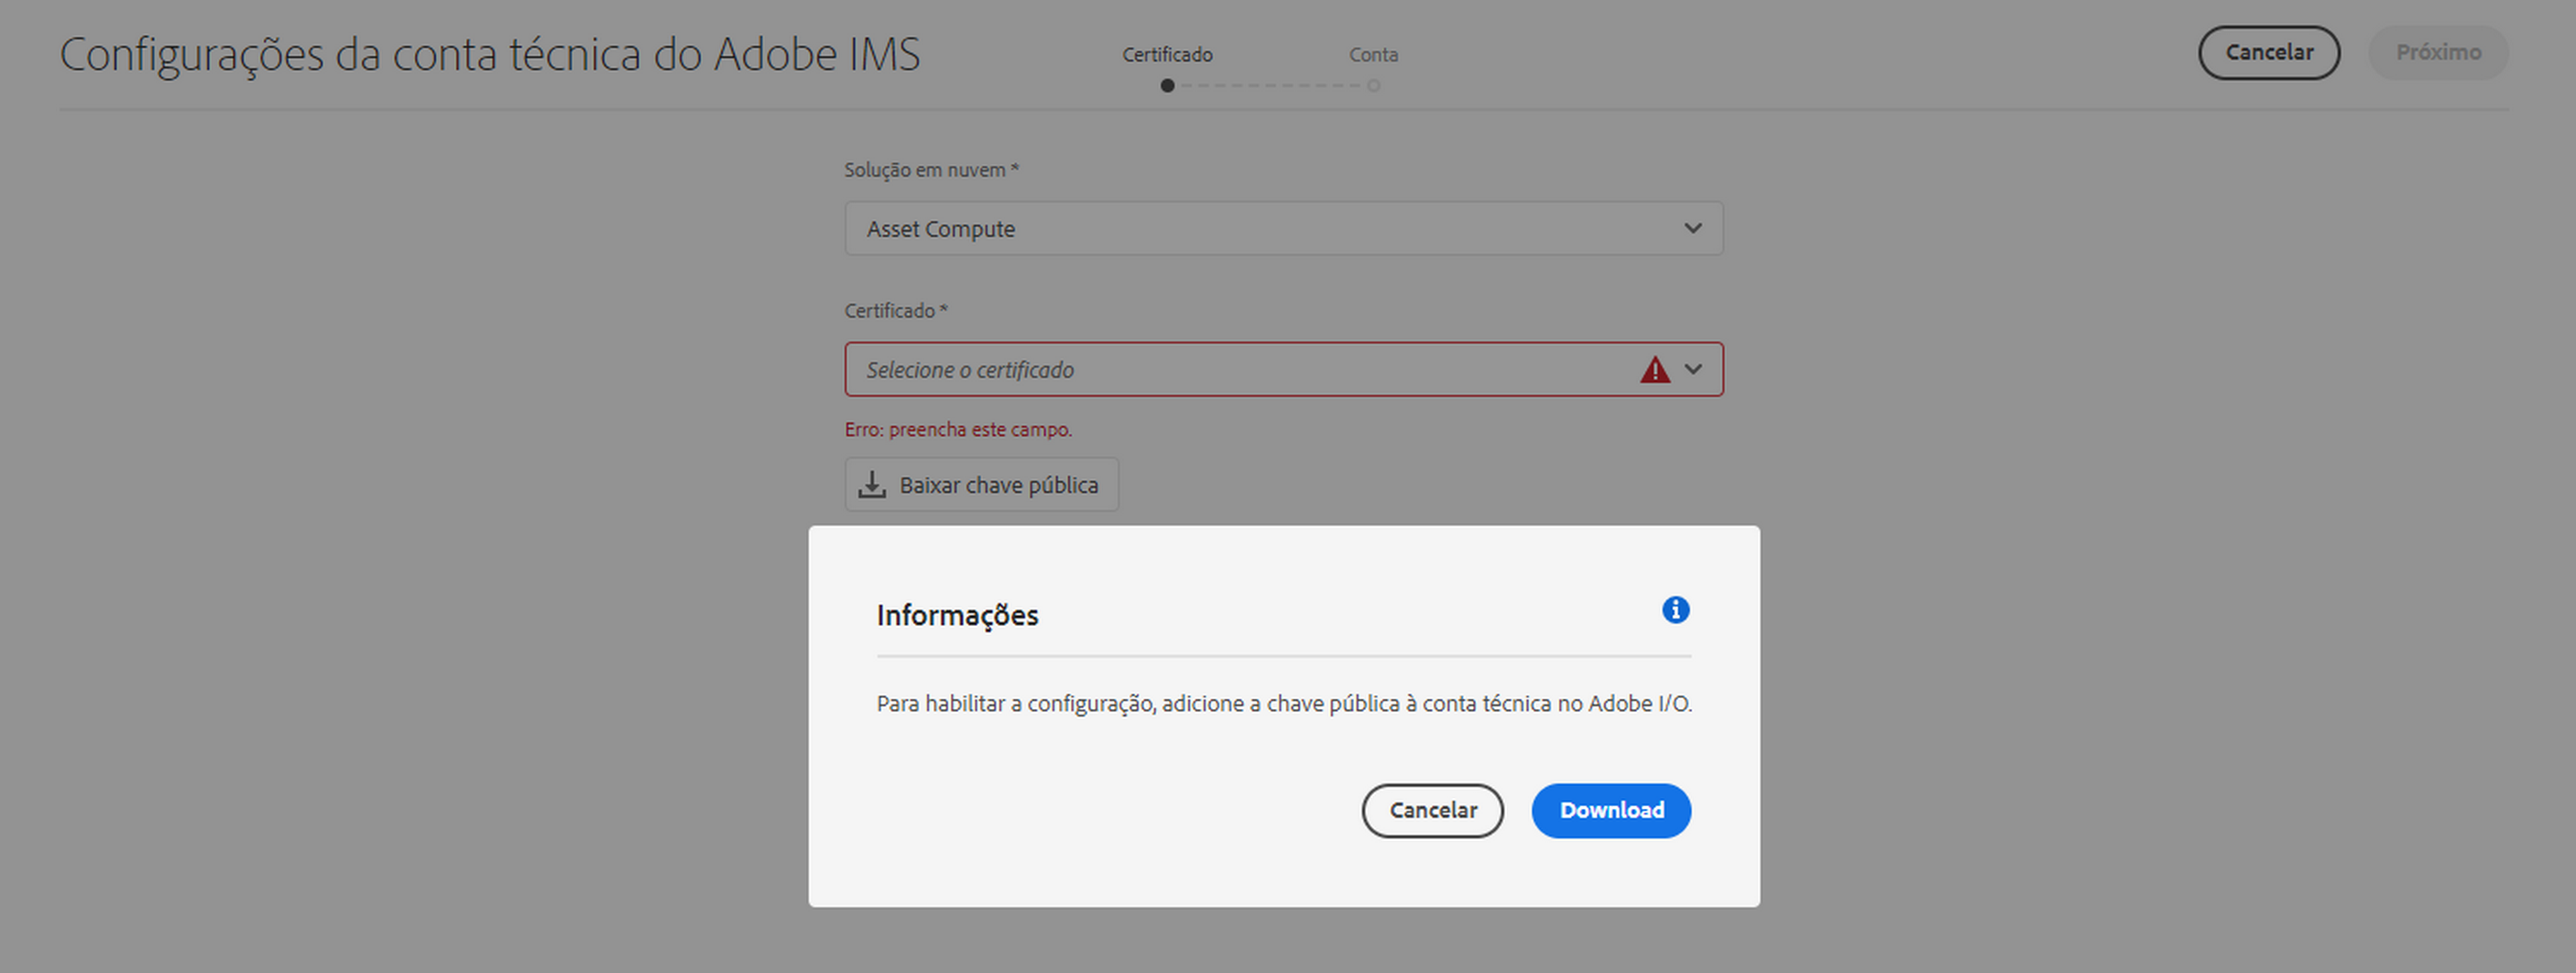 Configurações da conta técnica do Adobe IMS
Certificado
Conta
Cancelar
Próximo
Solução em nuvem *
Asset Compute
Certificado *
Selecione o certificado
Erro: preencha este campo.
Baixar chave pública
Informações
Para habilitar a configuração, adicione a chave pública à conta técnica no Adobe I/O.
Cancelar
Download